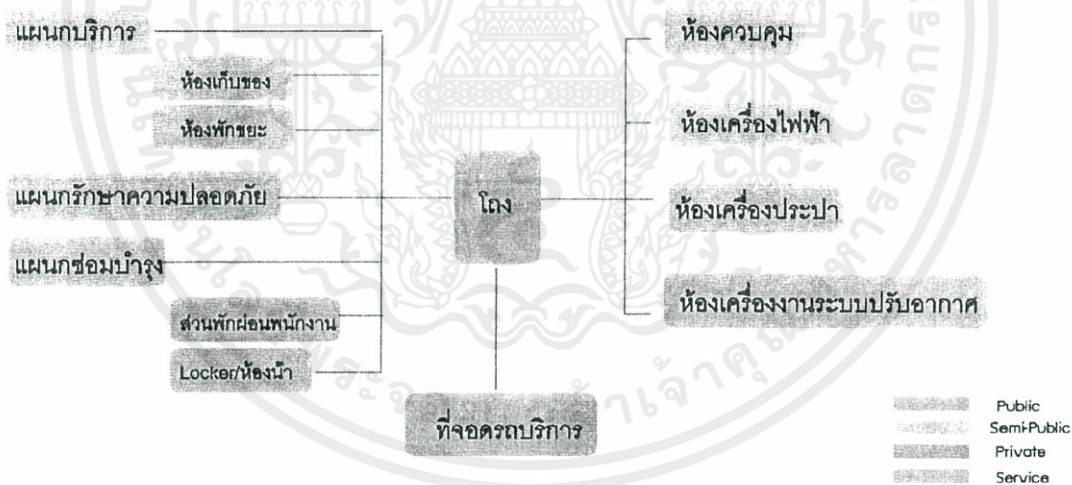 แผนกบริการ
ห้องเก็บของ
ห้องพักขยะ
แผนกรักษาความปลอดภัย
แผนกซ่อมบำรุง
ส่วนพักผ่อนพนักงาน
Locker/ห้องน้ำ
โถง
ที่จอดรถบริการ
ห้องควบคุม
ห้องเครื่องไฟฟ้า
ห้องเครื่องประปา
ห้องเครื่องงานระบบปรับอากาศ
Public
Semi-Public
Private
Service